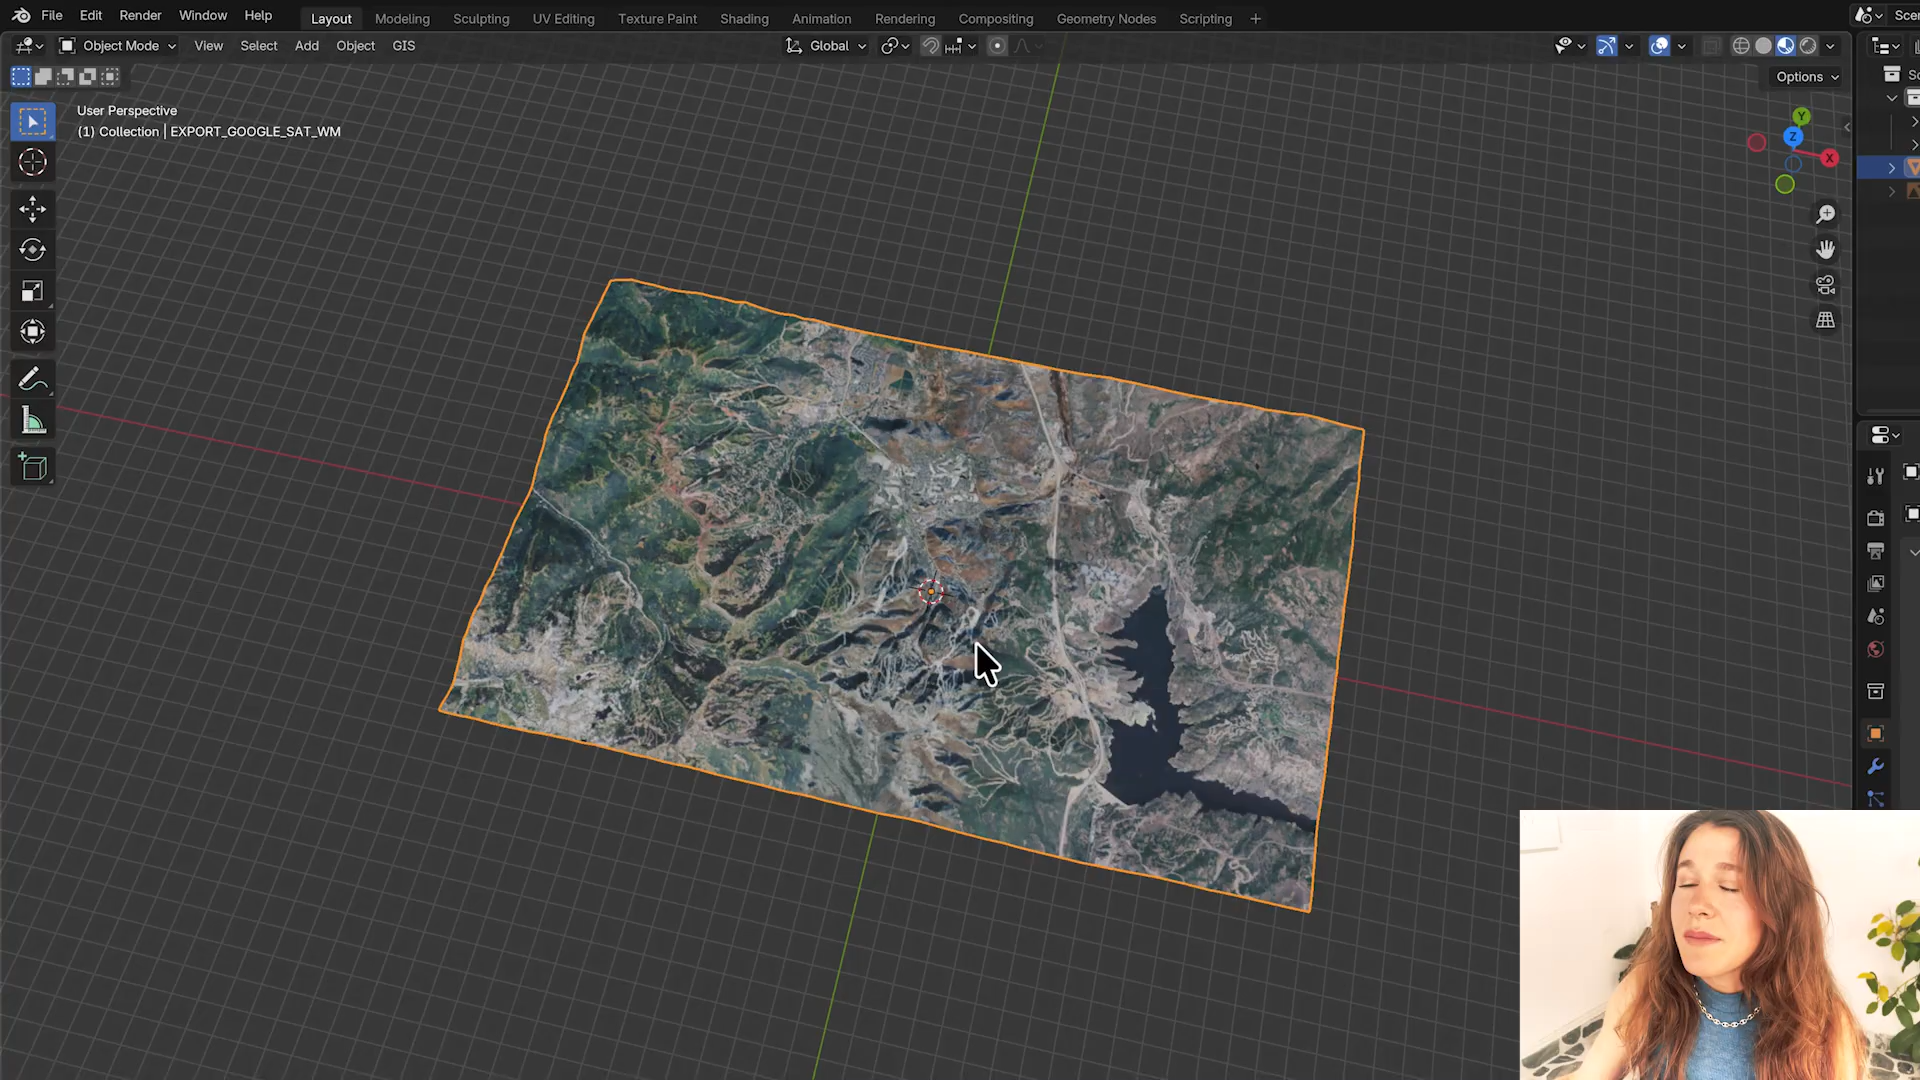 File Edit Render Window Help
Layout Modeling Sculpting UV Editing Texture Paint Shading Animation Rendering Compositing Geometry Nodes Scripting +
Object Mode View Select Add Object GIS Global
Options
User Perspective
(1) Collection | EXPORT_GOOGLE_SAT_WM
Y
Z
X